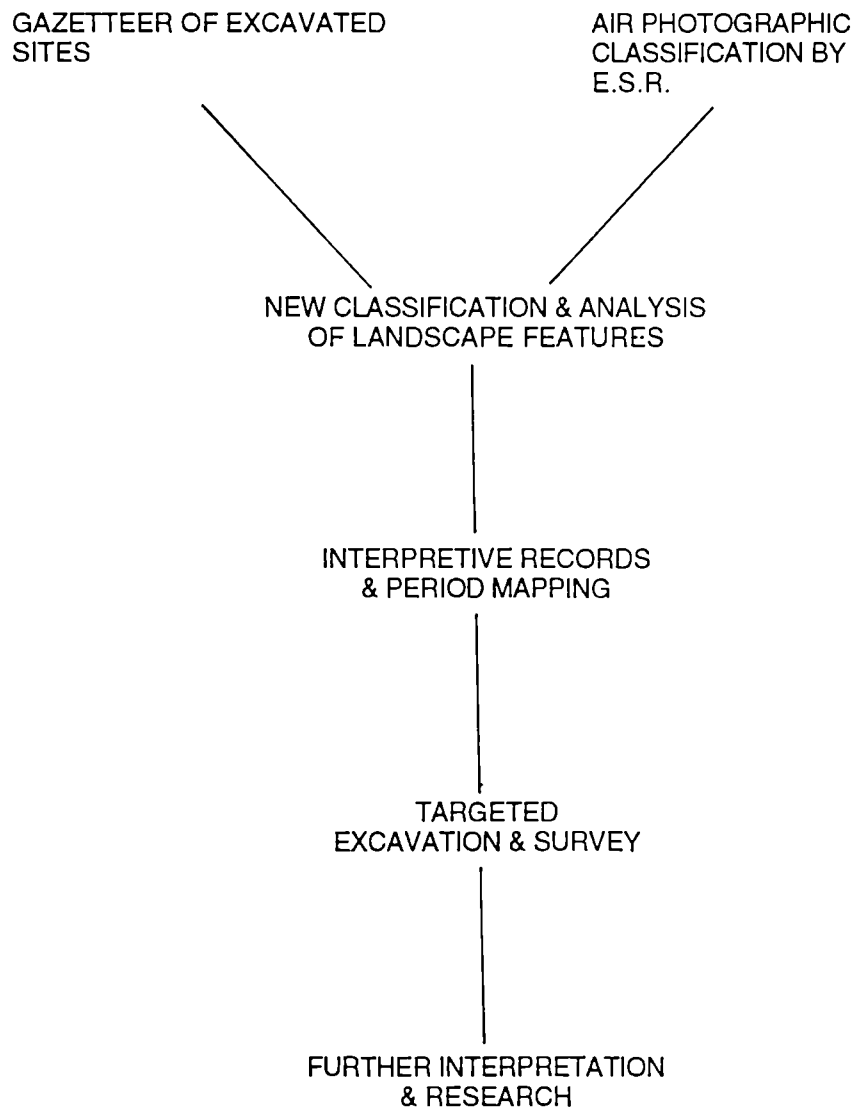 GAZETTEER OF EXCAVATED
SITES
AIR PHOTOGRAPHIC
CLASSIFICATION BY
E.S.R.
NEW CLASSIFICATION & ANALYSIS
OF LANDSCAPE FEATURES
INTERPRETIVE RECORDS
& PERIOD MAPPING
TARGETED
EXCAVATION & SURVEY
FURTHER INTERPRETATION
& RESEARCH